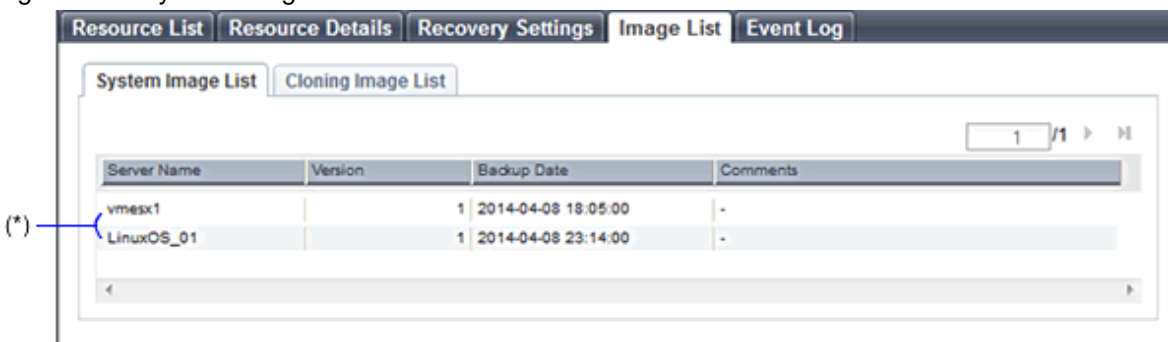 Resource List Resource Details Recovery Settings Image List Event Log
System Image List Cloning Image List
1 /1
Server Name Version Backup Date Comments
vmesx1 1 2014-04-08 18:05:00 -
(*)
LinuxOS_01 1 2014-04-08 23:14:00 -